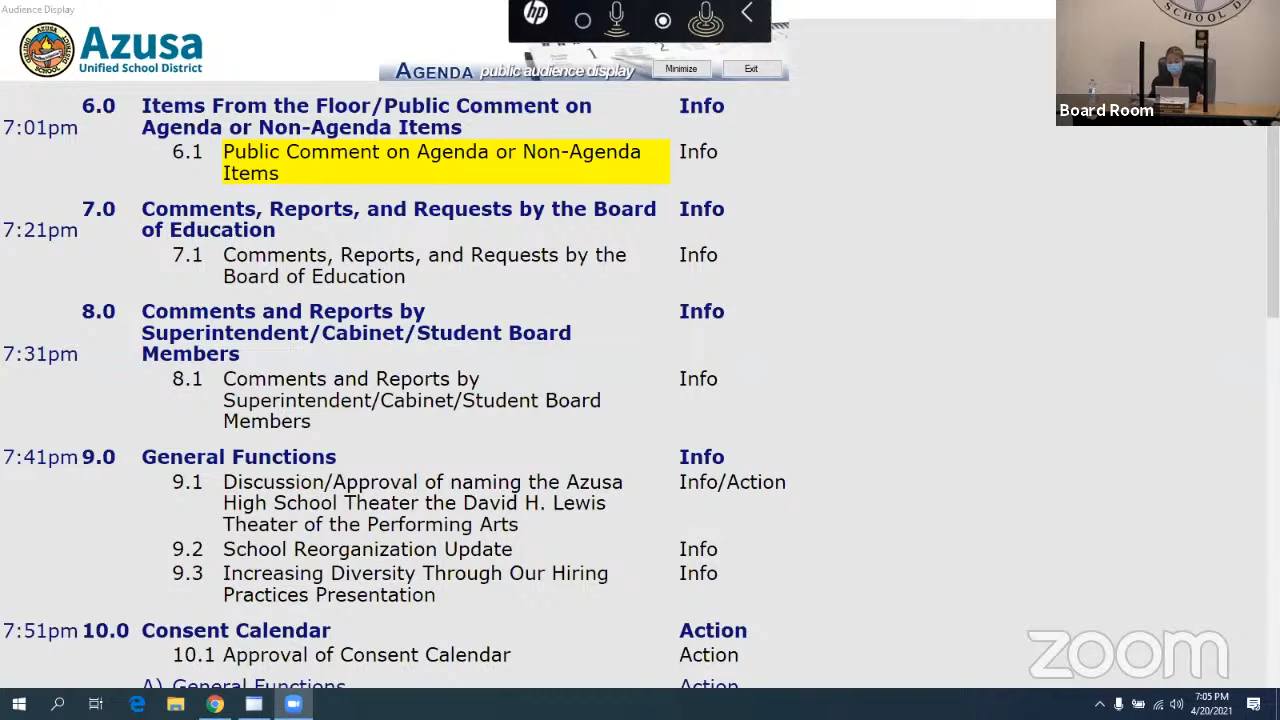 Audience Display
hp
Azusa
Unified School District
AGENDA public audience display
Minimize
Exit
SCHOOL DI
Board Room
6.0 Items From the Floor/Public Comment on Info
7:01pm Agenda or Non-Agenda Items
6.1 Public Comment on Agenda or Non-Agenda Info
Items
7.0 Comments, Reports, and Requests by the Board Info
7:21pm of Education
7.1 Comments, Reports, and Requests by the Info
Board of Education
8.0 Comments and Reports by Info
Superintendent/Cabinet/Student Board
7:31pm Members
8.1 Comments and Reports by Info
Superintendent/Cabinet/Student Board
Members
7:41pm 9.0 General Functions Info
9.1 Discussion/Approval of naming the Azusa Info/Action
High School Theater the David H. Lewis
Theater of the Performing Arts
9.2 School Reorganization Update Info
9.3 Increasing Diversity Through Our Hiring Info
Practices Presentation
7:51pm 10.0 Consent Calendar Action
10.1 Approval of Consent Calendar Action
A) General Functions Action
zoom
7:05 PM
4/20/2021